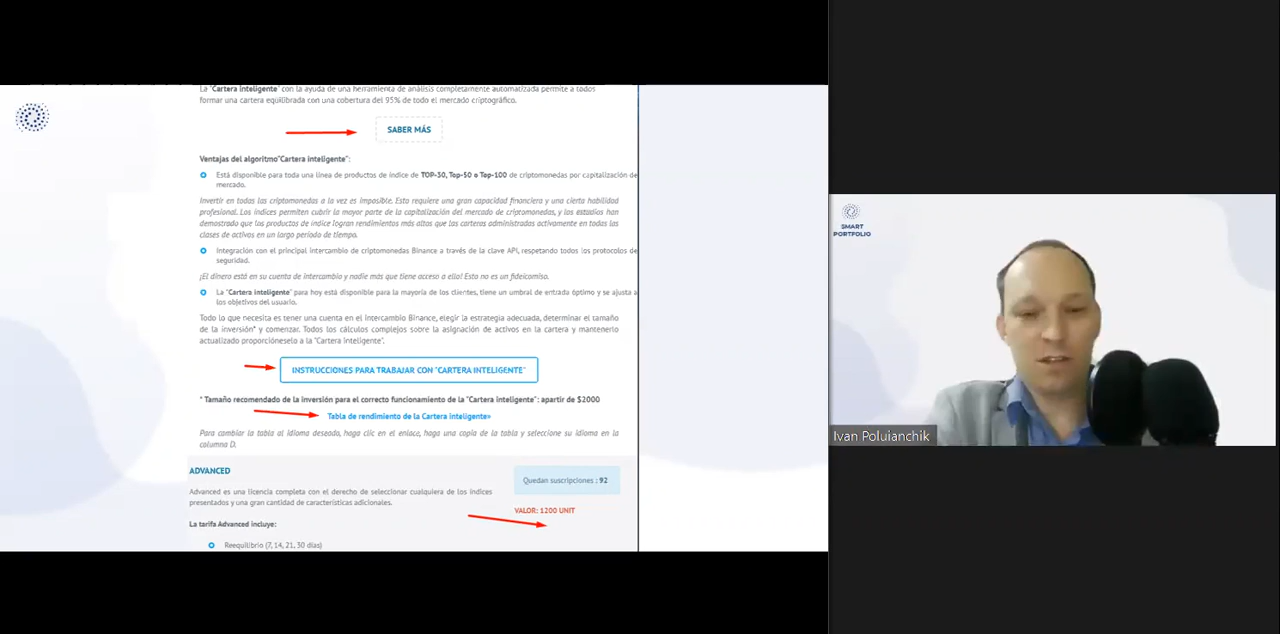 La "Cartera inteligente" con la ayuda de una herramienta de análisis completamente automatizada permite a todos
formar una cartera equilibrada con una cobertura del 95% de todo el mercado criptográfico.
SABER MÁS
Ventajas del algoritmo"Cartera inteligente":
Está disponible para toda una línea de productos de índice de TOP-30, Top-50 o Top-100 de criptomonedas por capitalización de
mercado.
Invertir en todas las criptomonedas a la vez es imposible. Esto requiere una gran capacidad financiera y una cierta habilidad
profesional. Los índices permiten cubrir la mayor parte de la capitalización del mercado de criptomonedas, y los estadios han
demostrado que los productos de índice logran rendimientos más altos que las carteras administradas activamente en todas las
clases de activos en un largo período de tiempo.
Integración con el principal intercambio de criptomonedas Binance a través de la clave API, respetando todos los protocolos de
seguridad.
¡El dinero está en su cuenta de intercambio y nadie más que tiene acceso a ella! Esto no es un fideicomiso.
La "Cartera inteligente" para hoy está disponible para la mayoría de los clientes, tiene un umbral de entrada óptimo y se ajusta a
los objetivos del usuario.
Todo lo que necesita es tener una cuenta en el intercambio Binance, elegir la estrategia adecuada, determinar el tamaño
de la inversión* y comenzar. Todos los cálculos complejos sobre la asignación de activos en la cartera y mantenerlo
actualizado proporcióneselo a la "Cartera inteligente".
INSTRUCCIONES PARA TRABAJAR CON "CARTERA INTELIGENTE"
* Tamaño recomendado de la inversión para el correcto funcionamiento de la "Cartera inteligente": apartir de $2000
Tabla de rendimiento de la Cartera inteligente»
Para cambiar la tabla al idioma deseado, haga clic en el enlace, haga una copia de la tabla y seleccione su idioma en la
columna D.
ADVANCED
Quedan suscripciones : 92
Advanced es una licencia completa con el derecho de seleccionar cualquiera de los índices
presentados y una gran cantidad de características adicionales.
VALOR: 1200 UNIT
La tarifa Advanced incluye:
Reequilibrio (7, 14, 21, 30 días)
SMART
PORTFOLIO
Ivan Poluianchik